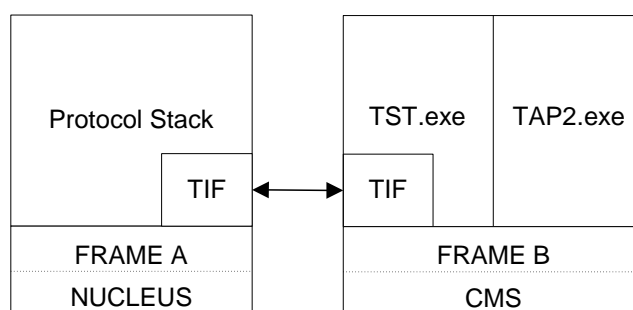 Protocol Stack
TIF
FRAME A
NUCLEUS
TST.exe
TAP2.exe
TIF
FRAME B
CMS